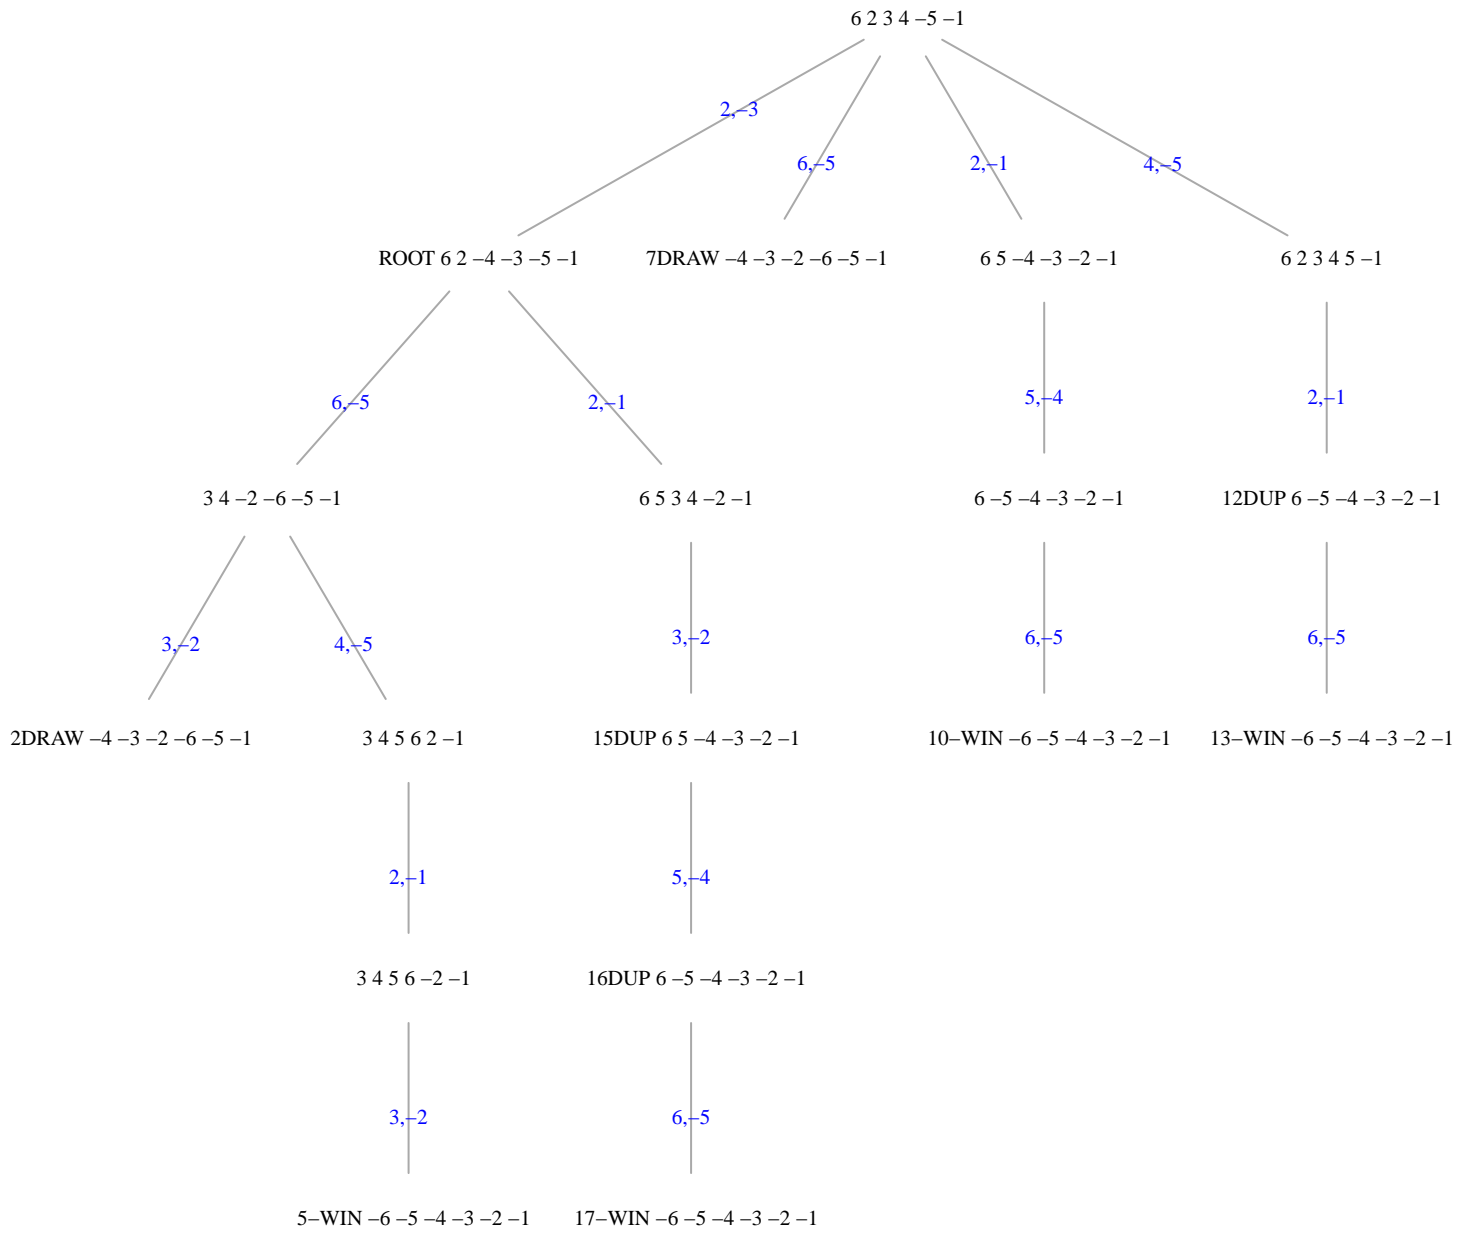 6 2 3 4 −5 −1
2,−3
6,−5
2,−1
4,−5
ROOT 6 2 −4 −3 −5 −1
7DRAW −4 −3 −2 −6 −5 −1
6 5 −4 −3 −2 −1
6 2 3 4 5 −1
6,−5
2,−1
5,−4
2,−1
3 4 −2 −6 −5 −1
6 5 3 4 −2 −1
6 −5 −4 −3 −2 −1
12DUP 6 −5 −4 −3 −2 −1
3,−2
4,−5
3,−2
6,−5
6,−5
2DRAW −4 −3 −2 −6 −5 −1
3 4 5 6 2 −1
15DUP 6 5 −4 −3 −2 −1
10−WIN −6 −5 −4 −3 −2 −1
13−WIN −6 −5 −4 −3 −2 −1
2,−1
5,−4
3 4 5 6 −2 −1
16DUP 6 −5 −4 −3 −2 −1
3,−2
6,−5
5−WIN −6 −5 −4 −3 −2 −1
17−WIN −6 −5 −4 −3 −2 −1